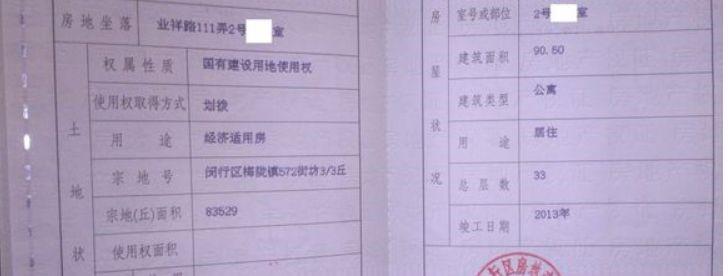 房地坐落 业祥路111弄2号 室
土地状
权属性质 国有建设用地使用权
使用权取得方式 划拨
用途 经济适用房
宗地号 闵行区梅陇镇572街坊3/3丘
宗地(丘)面积 83529
使用权面积
房屋状况
室号或部位 2号 室
建筑面积 90.60
建筑类型 公寓
用途 居住
总层数 33
竣工日期 2013年
区房